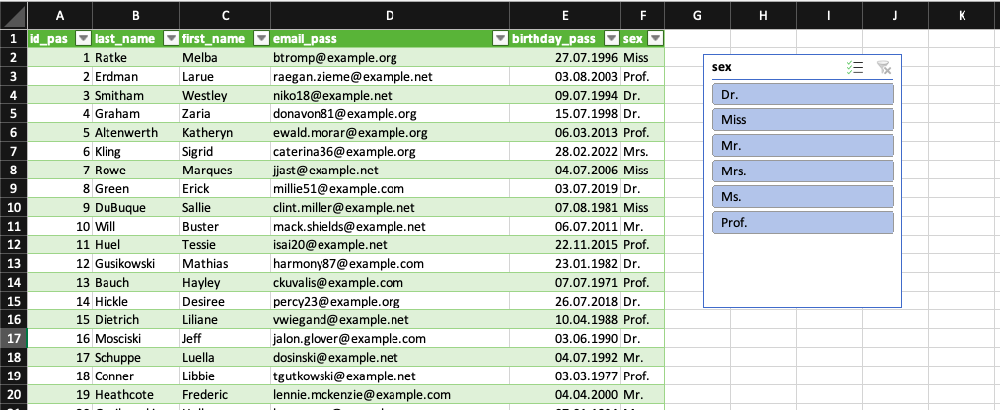 A B C D E F G H I J K
1 id_pas last_name first_name email_pass birthday_pass sex
2 1 Ratke Melba btromp@example.org 27.07.1996 Miss
3 2 Erdman Larue raegan.zieme@example.net 03.08.2003 Prof.
4 3 Smitham Westley niko18@example.net 09.07.1994 Dr.
5 4 Graham Zaria donavon81@example.org 15.07.1998 Dr.
6 5 Altenwerth Katheryn ewald.morar@example.org 06.03.2013 Prof.
7 6 Kling Sigrid caterina36@example.org 28.02.2022 Mrs.
8 7 Rowe Marques jjast@example.net 04.07.2006 Miss
9 8 Green Erick millie51@example.com 03.07.2019 Dr.
10 9 DuBuque Sallie clint.miller@example.net 07.08.1981 Miss
11 10 Will Buster mack.shields@example.net 06.07.2011 Mr.
12 11 Huel Tessie isai20@example.net 22.11.2015 Prof.
13 12 Gusikowski Mathias harmony87@example.com 23.01.1982 Dr.
14 13 Bauch Hayley ckuvalis@example.com 07.07.1971 Prof.
15 14 Hickle Desiree percy23@example.org 26.07.2018 Dr.
16 15 Dietrich Liliane vwiegand@example.net 10.04.1988 Prof.
17 16 Mosciski Jeff jalon.glover@example.com 03.06.1990 Dr.
18 17 Schuppe Luella dosinski@example.net 04.07.1992 Mr.
19 18 Conner Libbie tgutkowski@example.net 03.03.1977 Prof.
20 19 Heathcote Frederic lennie.mckenzie@example.com 04.04.2000 Mr.
sex
Dr.
Miss
Mr.
Mrs.
Ms.
Prof.